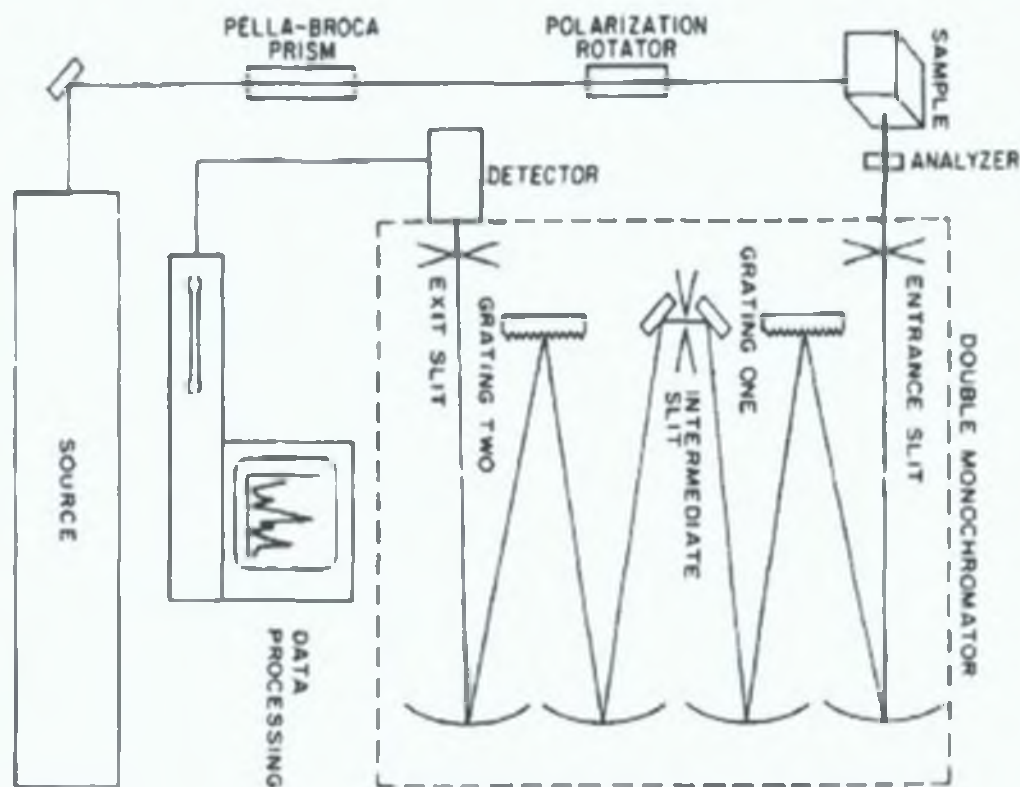 PELLA-BROCA
PRISM
POLARIZATION
ROTATOR
SAMPLE
ANALYZER
DETECTOR
EXIT SLIT
GRATING TWO
INTERMEDIATE
SLIT
GRATING ONE
ENTRANCE SLIT
DOUBLE MONOCHROMATOR
SOURCE
DATA
PROCESSING